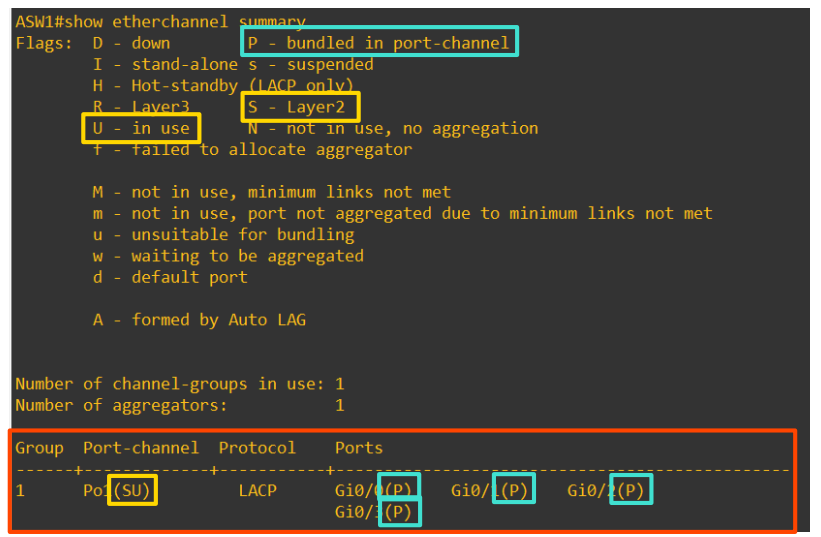 ASW1#show etherchannel summary
Flags:  D - down        P - bundled in port-channel
        I - stand-alone s - suspended
        H - Hot-standby (LACP only)
        R - Layer3      S - Layer2
        U - in use      N - not in use, no aggregation
        f - failed to allocate aggregator
        M - not in use, minimum links not met
        m - not in use, port not aggregated due to minimum links not met
        u - unsuitable for bundling
        w - waiting to be aggregated
        d - default port
        A - formed by Auto LAG
Number of channel-groups in use: 1
Number of aggregators:           1
Group  Port-channel  Protocol    Ports
------+-------------+-----------+-----------------------------------------------
1      Po1(SU)         LACP      Gi0/0(P)    Gi0/1(P)    Gi0/2(P)
                                 Gi0/3(P)